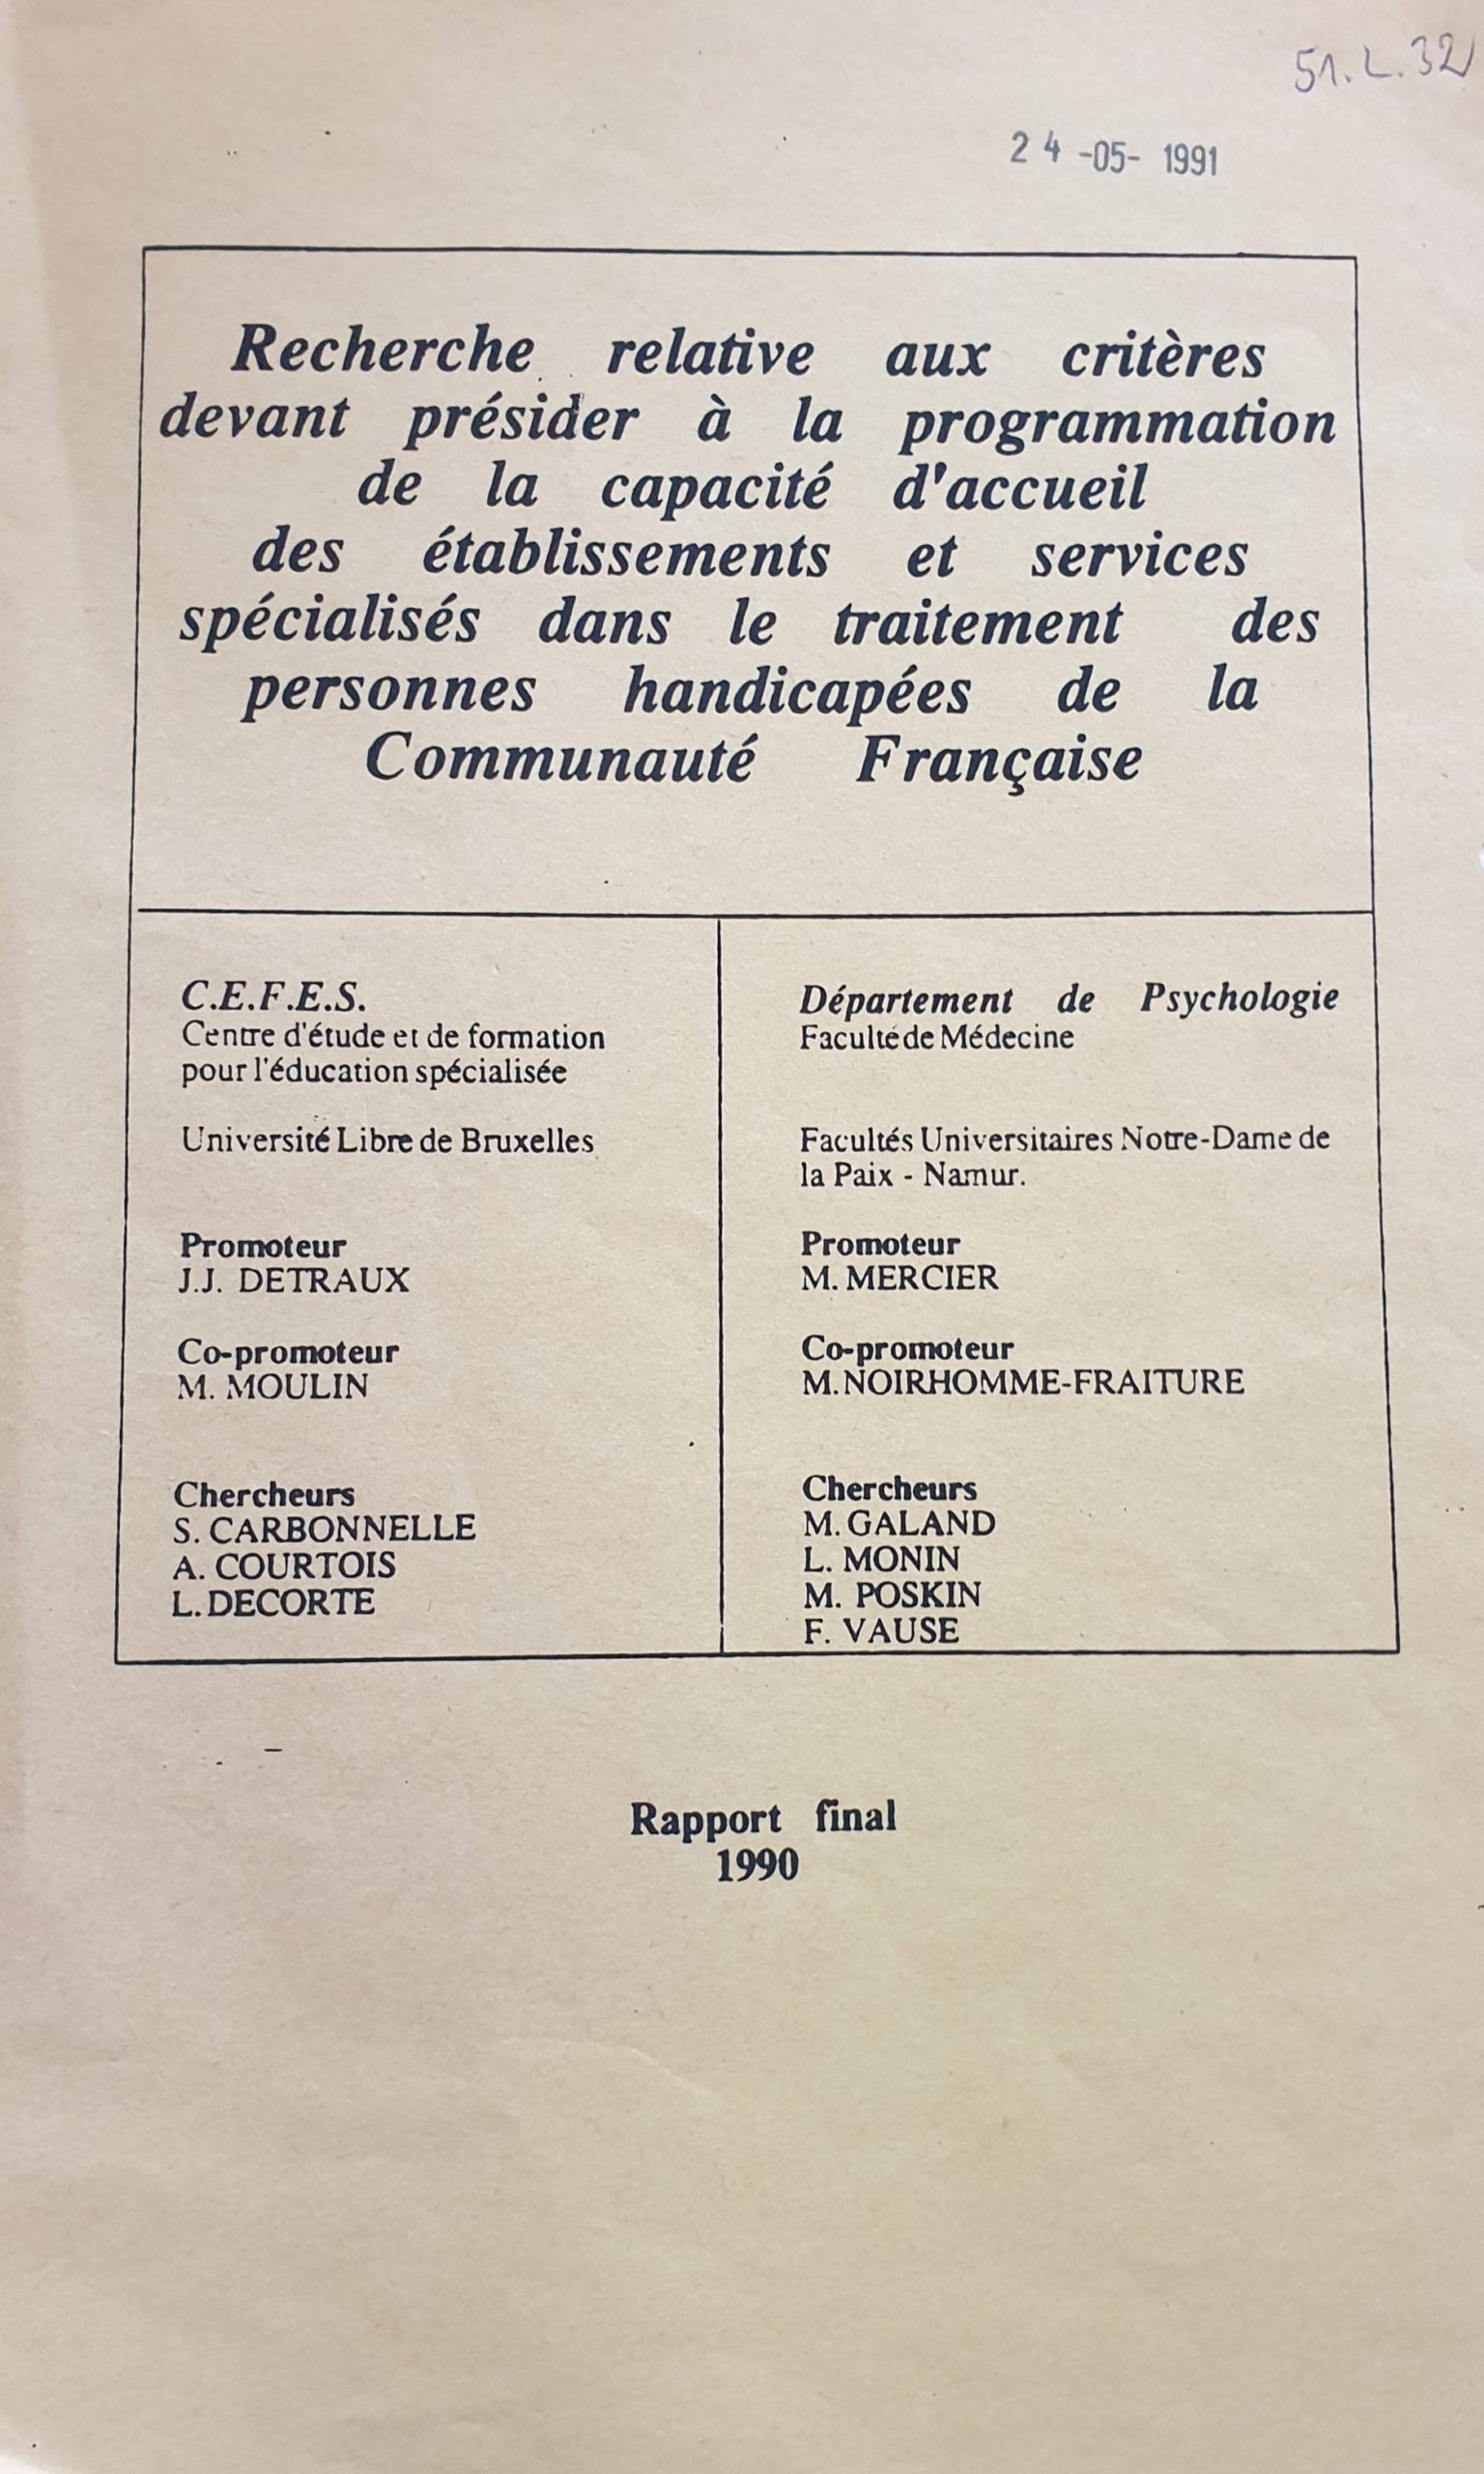 51.L.32
24 -05- 1991
Recherche relative aux critères
devant présider à la programmation
de la capacité d'accueil
des établissements et services
spécialisés dans le traitement des
personnes handicapées de la
Communauté Française
C.E.F.E.S.
Centre d'étude et de formation
pour l'éducation spécialisée
Université Libre de Bruxelles
Promoteur
J.J. DETRAUX
Co-promoteur
M. MOULIN
Chercheurs
S. CARBONNELLE
A. COURTOIS
L. DECORTE
Département de Psychologie
Faculté de Médecine
Facultés Universitaires Notre-Dame de
la Paix - Namur.
Promoteur
M. MERCIER
Co-promoteur
M. NOIRHOMME-FRAITURE
Chercheurs
M. GALAND
L. MONIN
M. POSKIN
F. VAUSE
Rapport final
1990